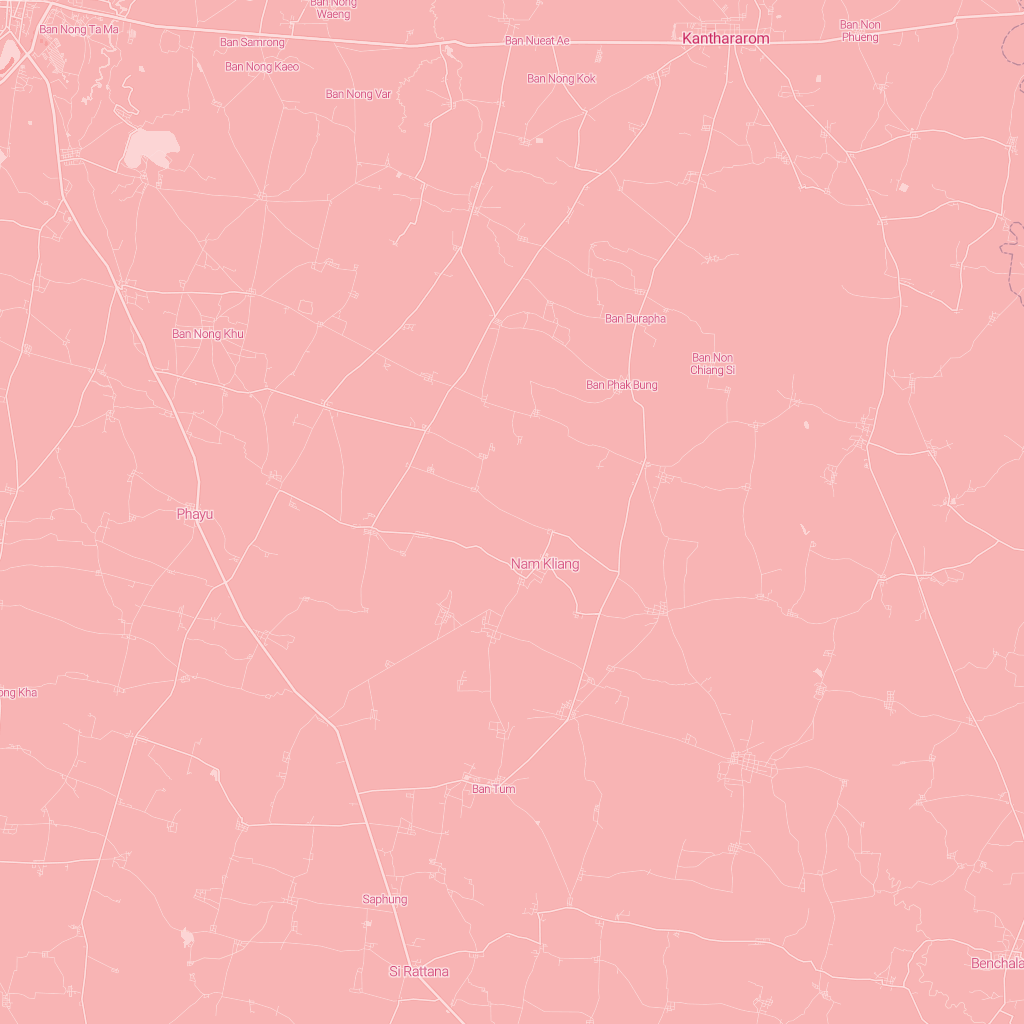 Ban Nong
Waeng
Ban Nong Ta Ma
Ban Samrong
Ban Nueat Ae
Kanthararom
Ban Non
Phueng
Ban Nong Kaeo
Ban Nong Kok
Ban Nong Var
Ban Burapha
Ban Nong Khu
Ban Non
Chiang Si
Ban Phak Bung
Phayu
Nam Kliang
ong Kha
Ban Tum
Saphung
Si Rattana
Benchala